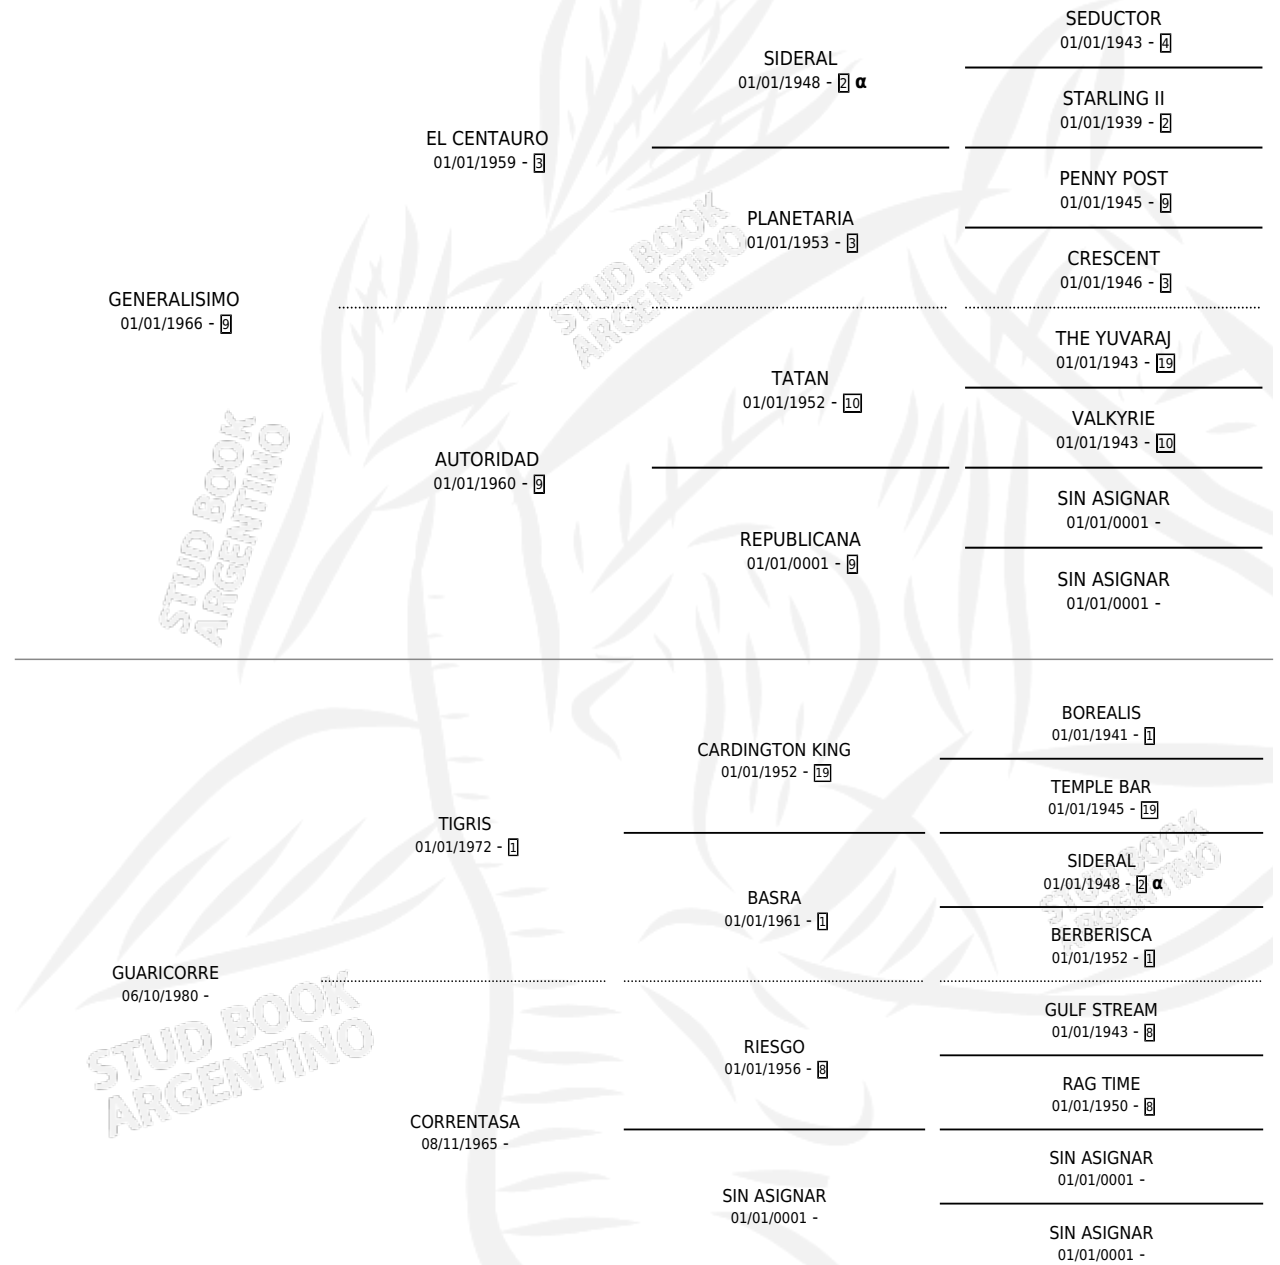 SEDUCTOR
01/01/1943 - 4
SIDERAL
01/01/1948 - 2 α
STARLING II
01/01/1939 - 2
EL CENTAURO
01/01/1959 - 3
PENNY POST
01/01/1945 - 9
PLANETARIA
01/01/1953 - 3
CRESCENT
01/01/1946 - 3
GENERALISIMO
01/01/1966 - 9
THE YUVARAJ
01/01/1943 - 19
TATAN
01/01/1952 - 10
VALKYRIE
01/01/1943 - 10
AUTORIDAD
01/01/1960 - 9
SIN ASIGNAR
01/01/0001 -
REPUBLICANA
01/01/0001 - 9
SIN ASIGNAR
01/01/0001 -
BOREALIS
01/01/1941 - 1
CARDINGTON KING
01/01/1952 - 19
TEMPLE BAR
01/01/1945 - 19
TIGRIS
01/01/1972 - 1
SIDERAL
01/01/1948 - 2 α
BASRA
01/01/1961 - 1
BERBERISCA
01/01/1952 - 1
GUARICORRE
06/10/1980 -
GULF STREAM
01/01/1943 - 8
RIESGO
01/01/1956 - 8
RAG TIME
01/01/1950 - 8
CORRENTASA
08/11/1965 -
SIN ASIGNAR
01/01/0001 -
SIN ASIGNAR
01/01/0001 -
SIN ASIGNAR
01/01/0001 -
STUD BOOK
ARGENTINO
STUD BOOK
ARGENTINO
STUD BOOK
ARGENTINO
STUD BOOK
ARGENTINO